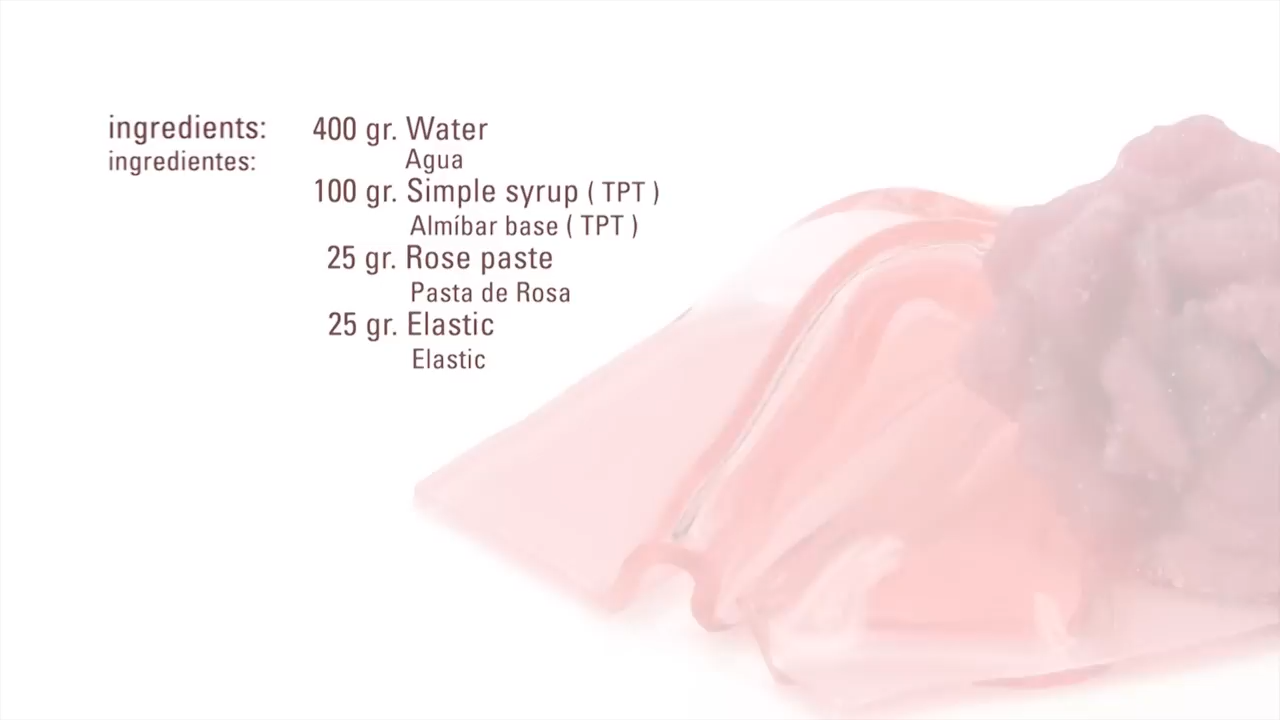 ingredients: 400 gr. Water
ingredientes: Agua
100 gr. Simple syrup ( TPT )
Almíbar base ( TPT )
25 gr. Rose paste
Pasta de Rosa
25 gr. Elastic
Elastic